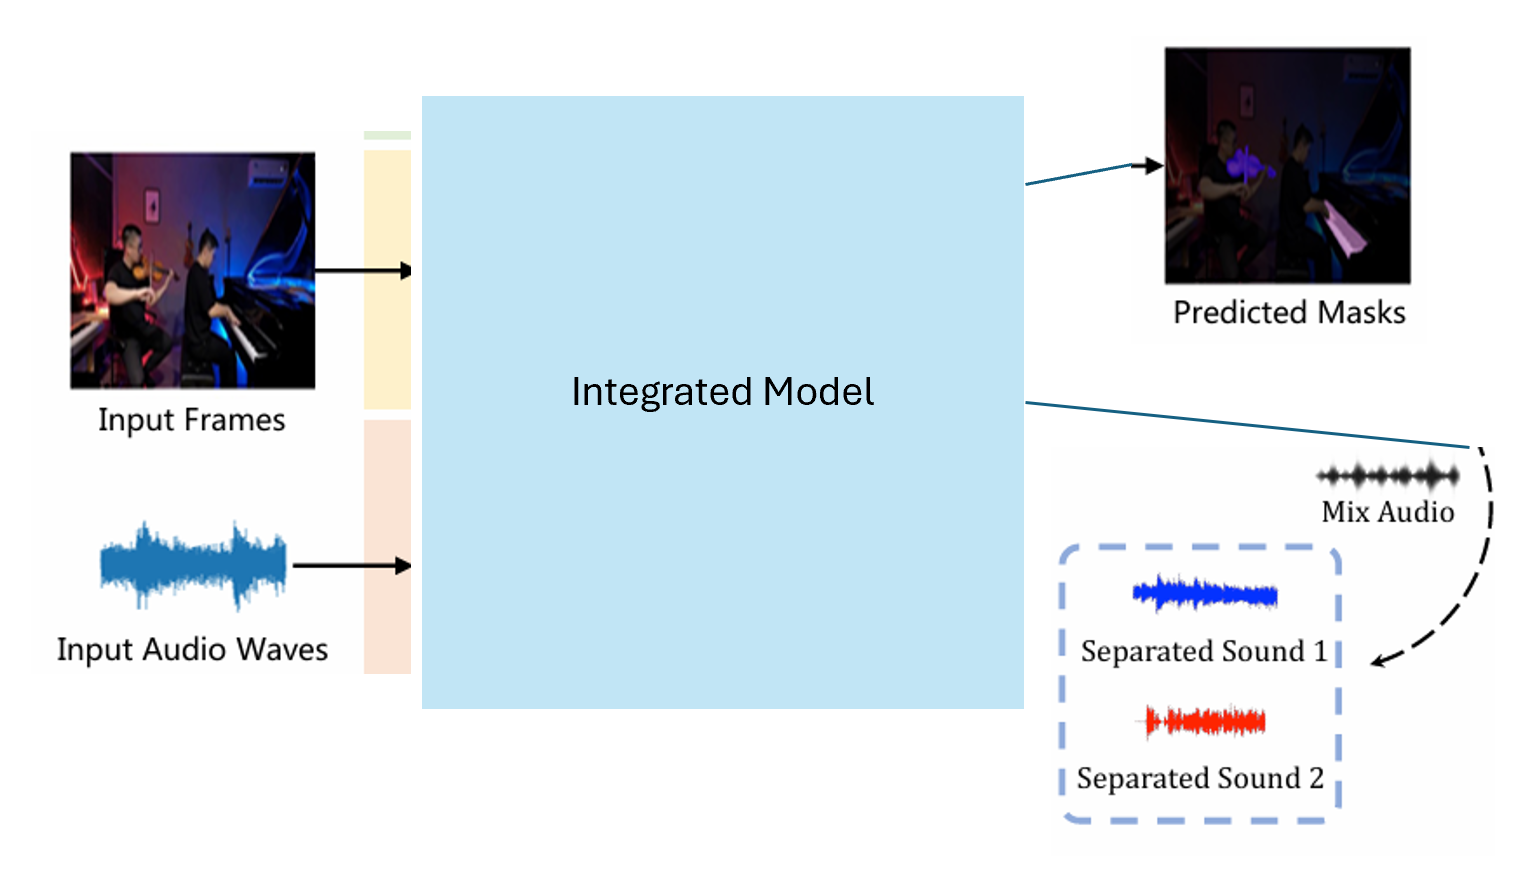 Input Frames
Input Audio Waves
Integrated Model
Predicted Masks
Mix Audio
Separated Sound 1
Separated Sound 2